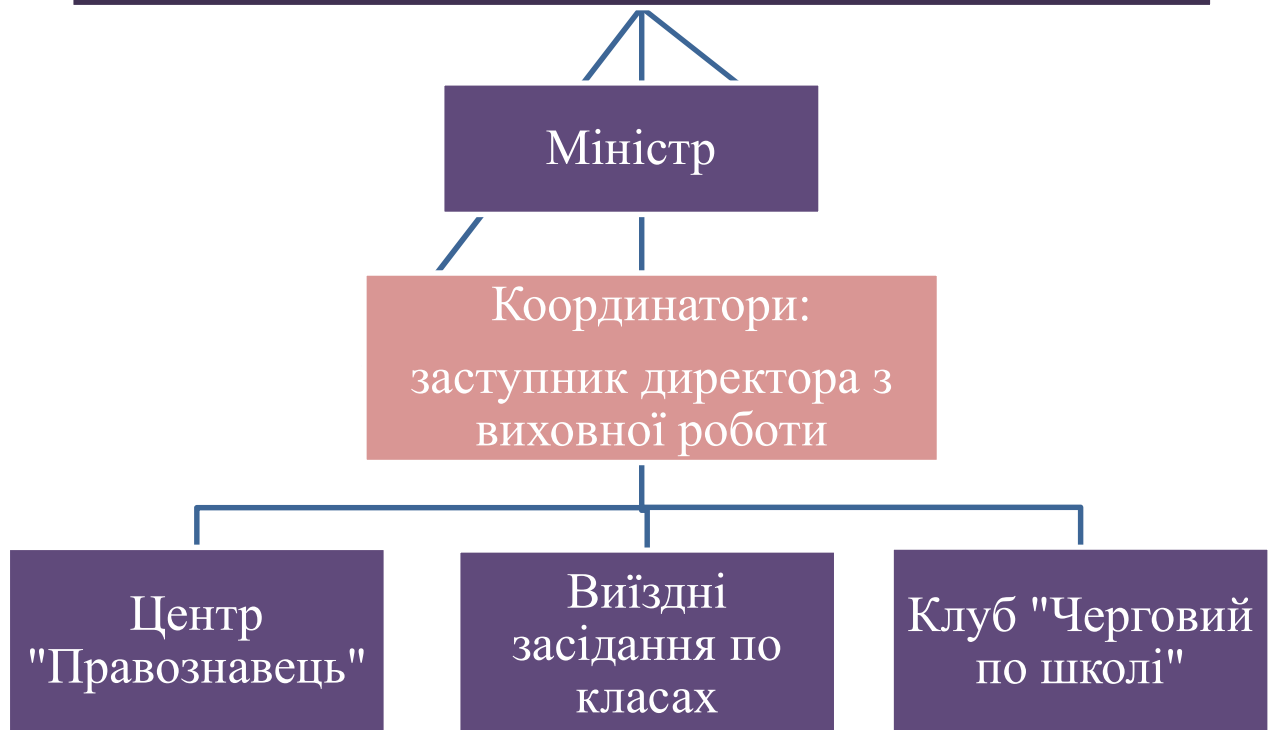 Міністр
Координатори:
заступник директора з
виховної роботи
Центр
"Правознавець"
Виїздні
засідання по
класах
Клуб "Черговий
по школі"